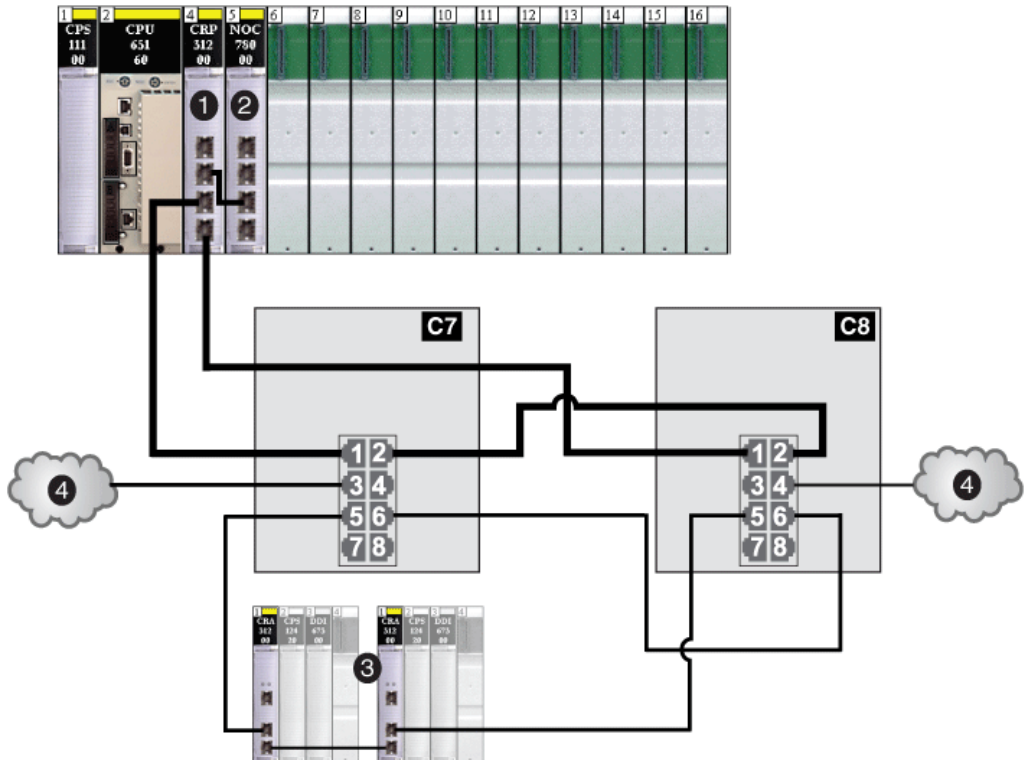 1 2 4 5 6 7 8 9 10 11 12 13 14 15 16
CPS 111 00
CPU 651 60
CRP 312 00
NOC 780 00
1
2
C7
C8
1 2
3 4
5 6
7 8
1 2
3 4
5 6
7 8
4
4
1 2 3 4
CRA 312 00
CPS 124 20
DDI 673 00
3
1 2 3 4
CRA 312 00
CPS 124 20
DDI 673 00